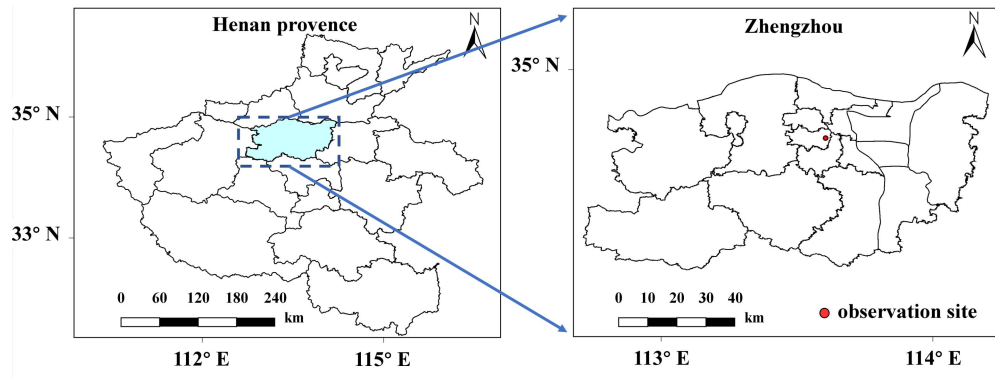 Henan provence
N
35° N
33° N
0 60 120 180 240
km
112° E
115° E
Zhengzhou
N
35° N
0 10 20 30 40
km
observation site
113° E
114° E